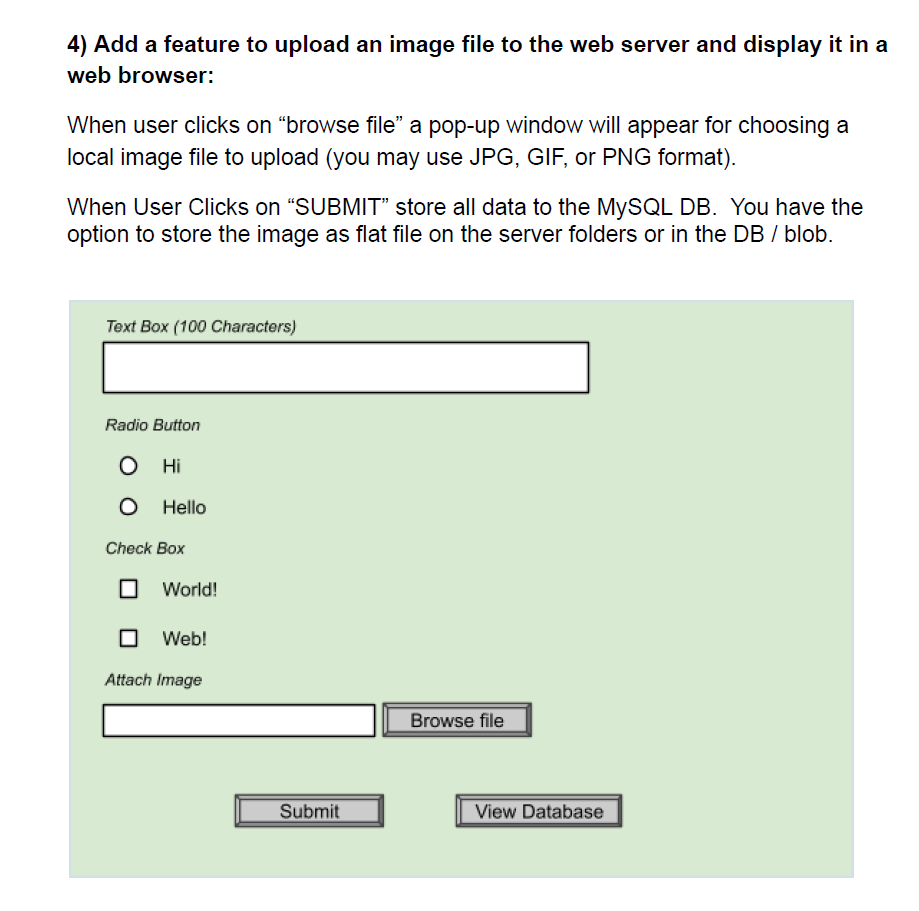 4) Add a feature to upload an image file to the web server and display it in a
web browser:
When user clicks on “browse file” a pop-up window will appear for choosing a
local image file to upload (you may use JPG, GIF, or PNG format).
When User Clicks on “SUBMIT” store all data to the MySQL DB.  You have the
option to store the image as flat file on the server folders or in the DB / blob.
Text Box (100 Characters)
Radio Button
Hi
Hello
Check Box
World!
Web!
Attach Image
Browse file
Submit View Database